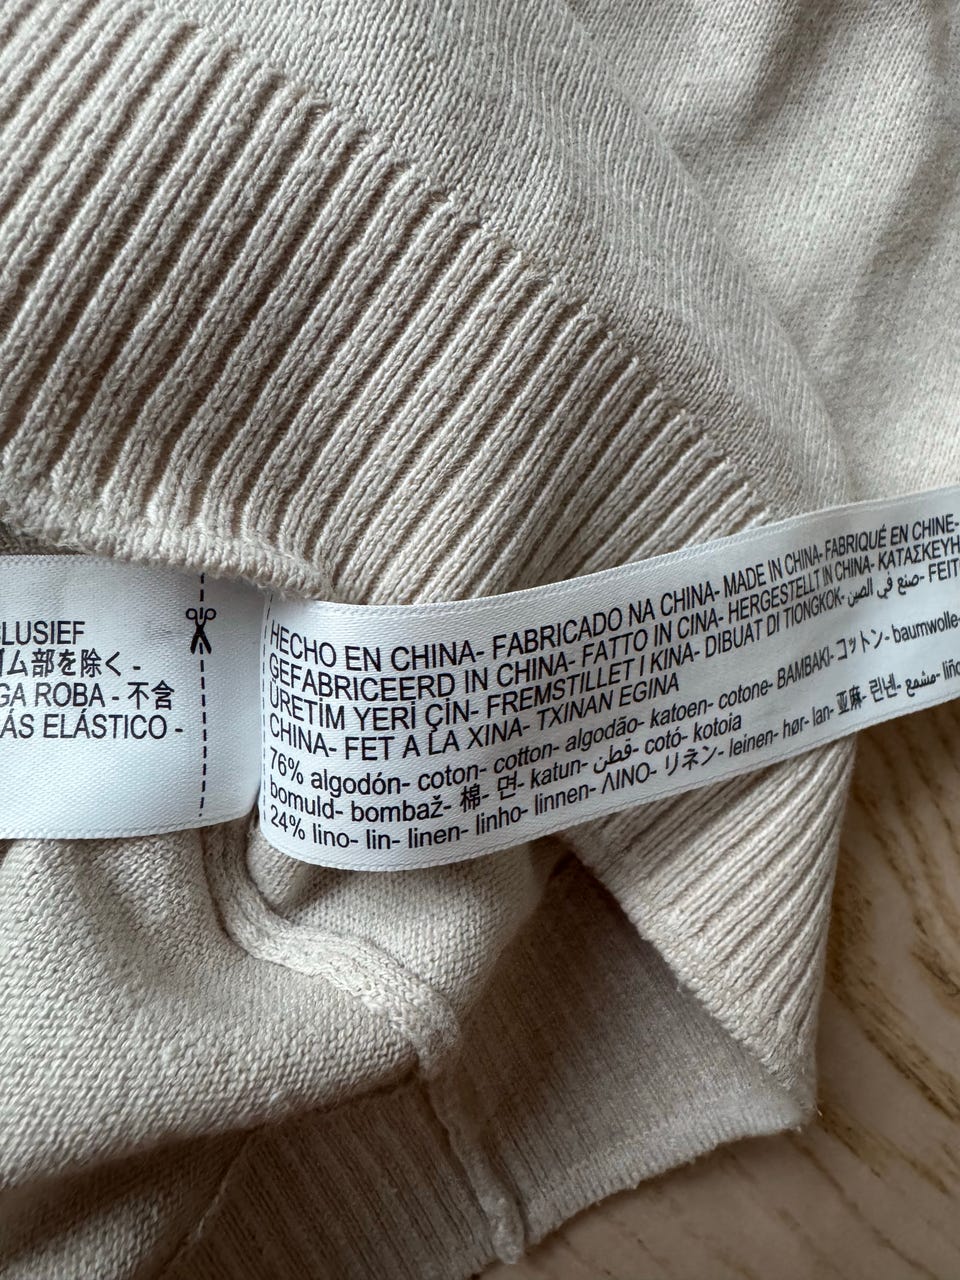 LUSIEF
ム部を除く -
GA ROBA - 不含
ÁS ELÁSTICO -
HECHO EN CHINA- FABRICADO NA CHINA- MADE IN CHINA- FABRIQUÉ EN CHINE-
GEFABRICEERD IN CHINA- FATTO IN CINA- HERGESTELLT IN CHINA- ΚΑΤΑΣΚΕΥΗ
ÜRETİM YERİ ÇİN- FREMSTILLET I KINA- DIBUAT DI TIONGKOK- صنع في الصين- FEIT
CHINA- FET A LA XINA- TXINAN EGINA
76% algodón- coton- cotton- algodão- katoen- cotone- ΒΑΜΒΑΚΙ- コットン- baumwolle-
bomuld- bombaž- 棉- 면- katun- قطن- cotó- kotoia
24% lino- lin- linen- linho- linnen- ΛΙΝΟ- リネン- leinen- hør- lan- 亚麻- 린넨- مشمع- liño